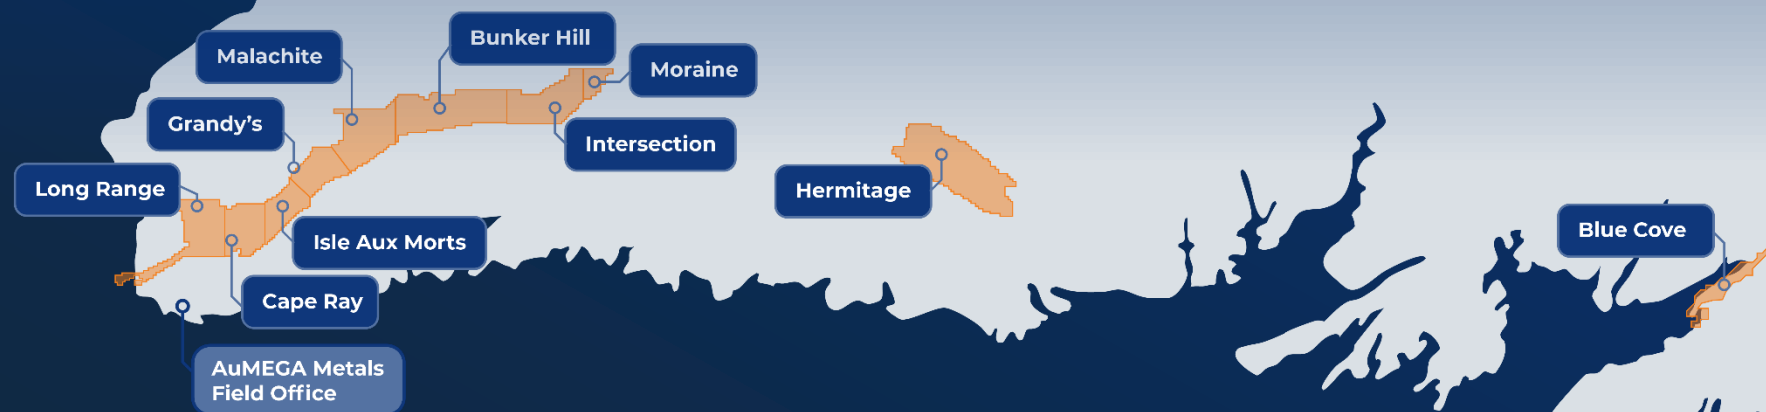 Bunker Hill
Malachite
Moraine
Grandy's
Intersection
Long Range
Hermitage
Blue Cove
Isle Aux Morts
Cape Ray
AuMEGA Metals
Field Office